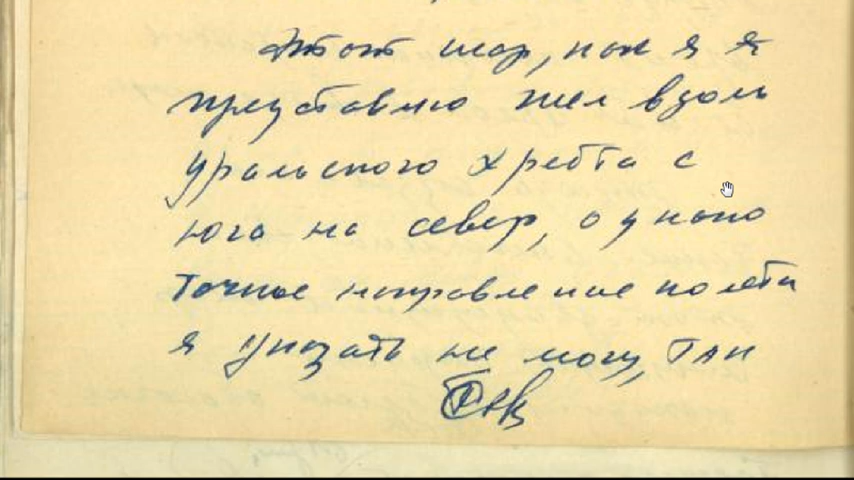 Этот шар, как я я
представляю шел вдоль
уральского хребта с
юга на север, однако
точное направление полета
я указать не могу, так